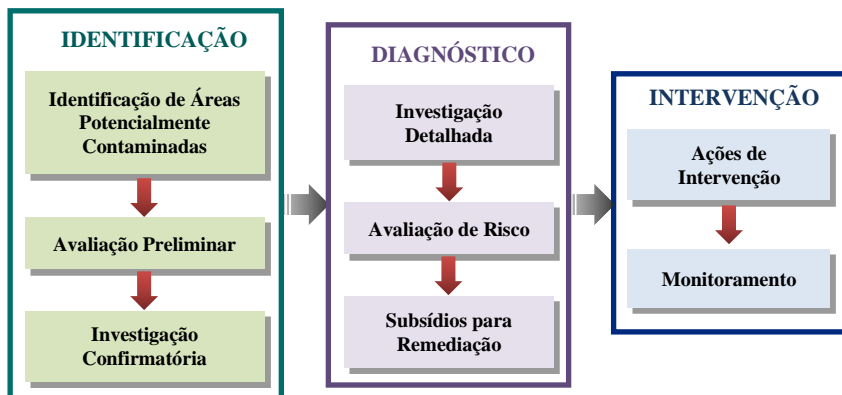 IDENTIFICAÇÃO
Identificação de Áreas
Potencialmente
Contaminadas
Avaliação Preliminar
Investigação
Confirmatória
DIAGNÓSTICO
Investigação
Detalhada
Avaliação de Risco
Subsídios para
Remediação
INTERVENÇÃO
Ações de
Intervenção
Monitoramento